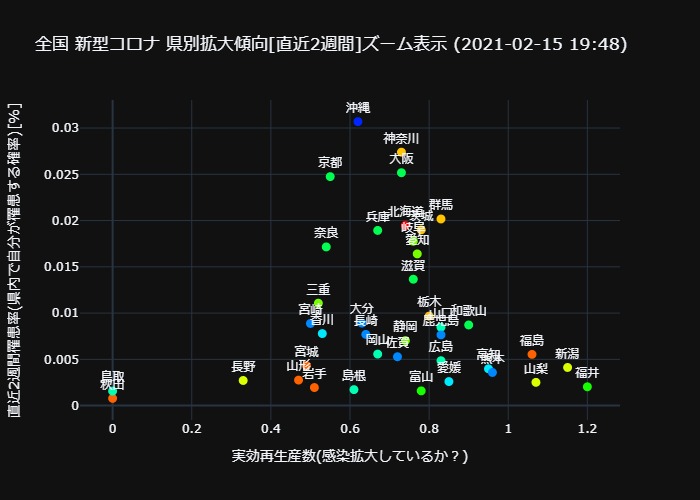 全国 新型コロナ 県別拡大傾向[直近2週間]ズーム表示 (2021-02-15 19:48)
直近2週間罹患率(県内で自分が罹患する確率)[%]
0.03
0.025
0.02
0.015
0.01
0.005
0
沖縄
神奈川
大阪
京都
群馬
北海道
茨城
兵庫
岐阜
奈良
愛知
滋賀
三重
栃木
宮崎
大分
山口
和歌山
香川
長崎
鹿児島
静岡
岡山
佐賀
広島
福島
宮城
高知
熊本
新潟
長野
山形
愛媛
山梨
鳥取
秋田
岩手
島根
富山
福井
0
0.2
0.4
0.6
0.8
1
1.2
実効再生産数(感染拡大しているか？)